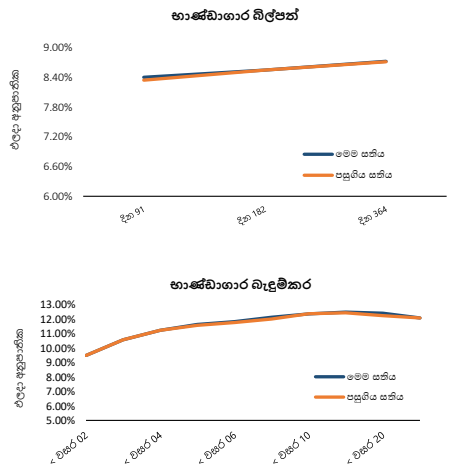 භාණ්ඩාගාර බිල්පත්
ඵලදා අනුපාතික
9.00%
8.40%
7.80%
7.20%
6.60%
6.00%
මෙම සතිය
පසුගිය සතිය
දින 91
දින 182
දින 364
භාණ්ඩාගාර බැඳුම්කර
ඵලදා අනුපාතික
13.00%
12.00%
11.00%
10.00%
9.00%
8.00%
7.00%
6.00%
5.00%
මෙම සතිය
පසුගිය සතිය
වසර 02
වසර 04
වසර 06
වසර 10
වසර 20